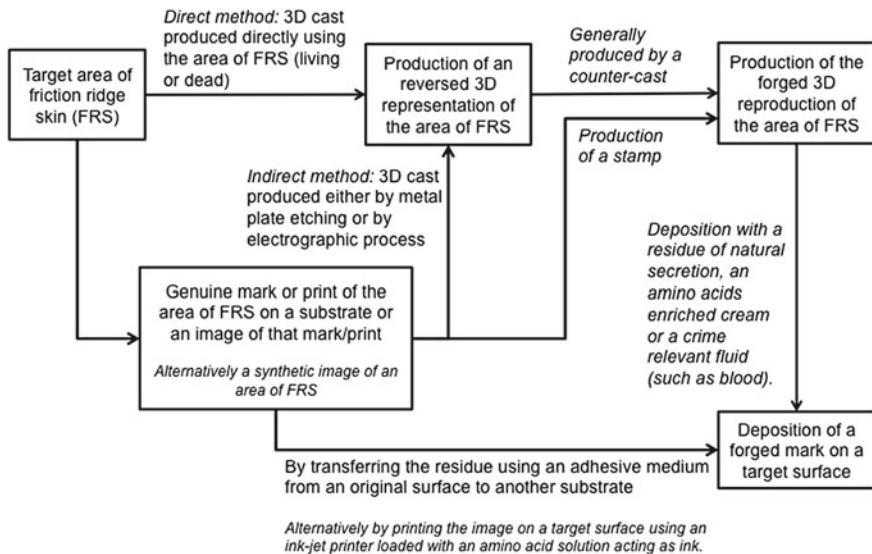 Direct method: 3D cast
produced directly using
the area of FRS (living
or dead)
Target area of
friction ridge
skin (FRS)
Production of an
reversed 3D
representation of
the area of FRS
Generally
produced by a
counter-cast
Production of the
forged 3D
reproduction of
the area of FRS
Production
of a stamp
Indirect method: 3D cast
produced either by metal
plate etching or by
electrographic process
Deposition with a
residue of natural
secretion, an
amino acids
enriched cream
or a crime
relevant fluid
(such as blood).
Genuine mark or print of the
area of FRS on a substrate or
an image of that mark/print
Alternatively a synthetic image of an
area of FRS
Deposition of a
forged mark on a
target surface
By transferring the residue using an adhesive medium
from an original surface to another substrate
Alternatively by printing the image on a target surface using an
ink-jet printer loaded with an amino acid solution acting as ink.